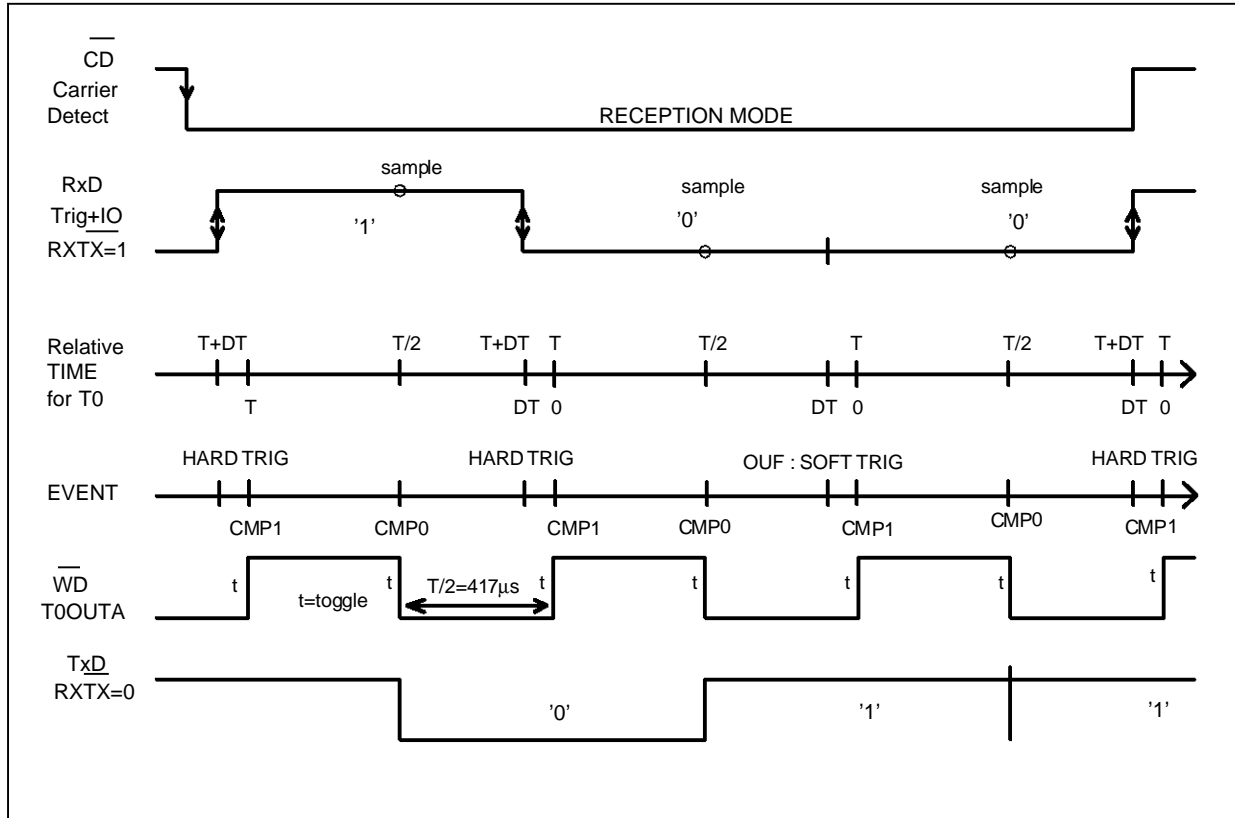 CD
Carrier
Detect
RECEPTION MODE
RxD
Trig+IO
RXTX=1
sample
sample
sample
'1'
'0'
'0'
Relative
TIME
for T0
T+DT
T/2
T+DT T
T/2
T
T/2
T+DT T
T
DT 0
DT 0
DT 0
HARD TRIG
HARD TRIG
OUF : SOFT TRIG
HARD TRIG
EVENT
CMP1
CMP0
CMP1
CMP0
CMP1
CMP0
CMP1
WD
T0OUTA
t
t=toggle
t
T/2=417µs
t
t
t
t
t
TxD
RXTX=0
'0'
'1'
'1'